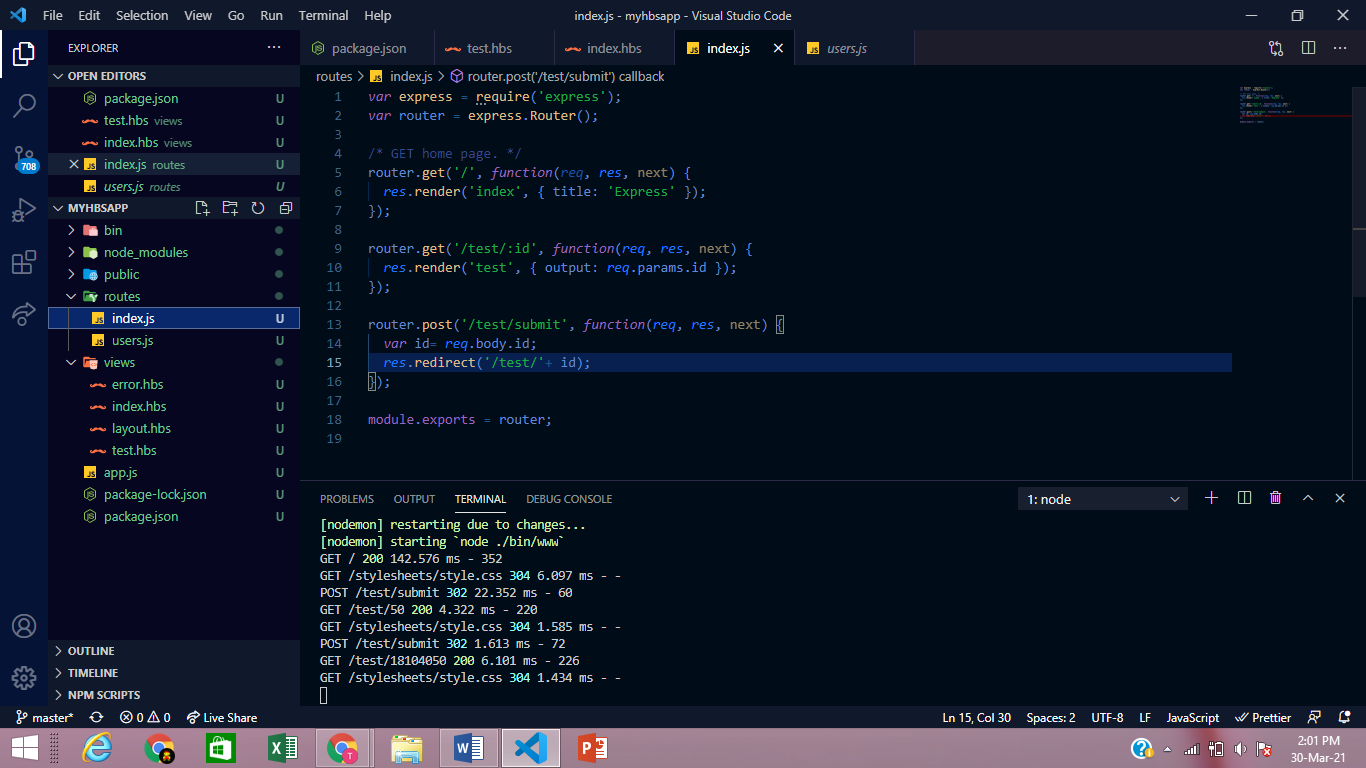 File Edit Selection View Go Run Terminal Help
index.js - myhbsapp - Visual Studio Code
EXPLORER
OPEN EDITORS
package.json U
test.hbs views U
index.hbs views U
index.js routes U
users.js routes U
MYHBSAPP
bin
node_modules
public
routes
index.js U
users.js U
views
error.hbs U
index.hbs U
layout.hbs U
test.hbs U
app.js U
package-lock.json U
package.json U
OUTLINE
TIMELINE
NPM SCRIPTS
708
package.json test.hbs index.hbs index.js users.js
routes > index.js > router.post('/test/submit') callback
1 var express = require('express');
2 var router = express.Router();
3
4 /* GET home page. */
5 router.get('/', function(req, res, next) {
6 res.render('index', { title: 'Express' });
7 });
8
9 router.get('/test/:id', function(req, res, next) {
10 res.render('test', { output: req.params.id });
11 });
12
13 router.post('/test/submit', function(req, res, next) {
14 var id= req.body.id;
15 res.redirect('/test/'+ id);
16 });
17
18 module.exports = router;
19
PROBLEMS OUTPUT TERMINAL DEBUG CONSOLE
1: node
[nodemon] restarting due to changes...
[nodemon] starting `node ./bin/www`
GET / 200 142.576 ms - 352
GET /stylesheets/style.css 304 6.097 ms - -
POST /test/submit 302 22.352 ms - 60
GET /test/50 200 4.322 ms - 220
GET /stylesheets/style.css 304 1.585 ms - -
POST /test/submit 302 1.613 ms - 72
GET /test/18104050 200 6.101 ms - 226
GET /stylesheets/style.css 304 1.434 ms - -
master* 0 0 Live Share
Ln 15, Col 30 Spaces: 2 UTF-8 LF JavaScript Prettier
2:01 PM
30-Mar-21